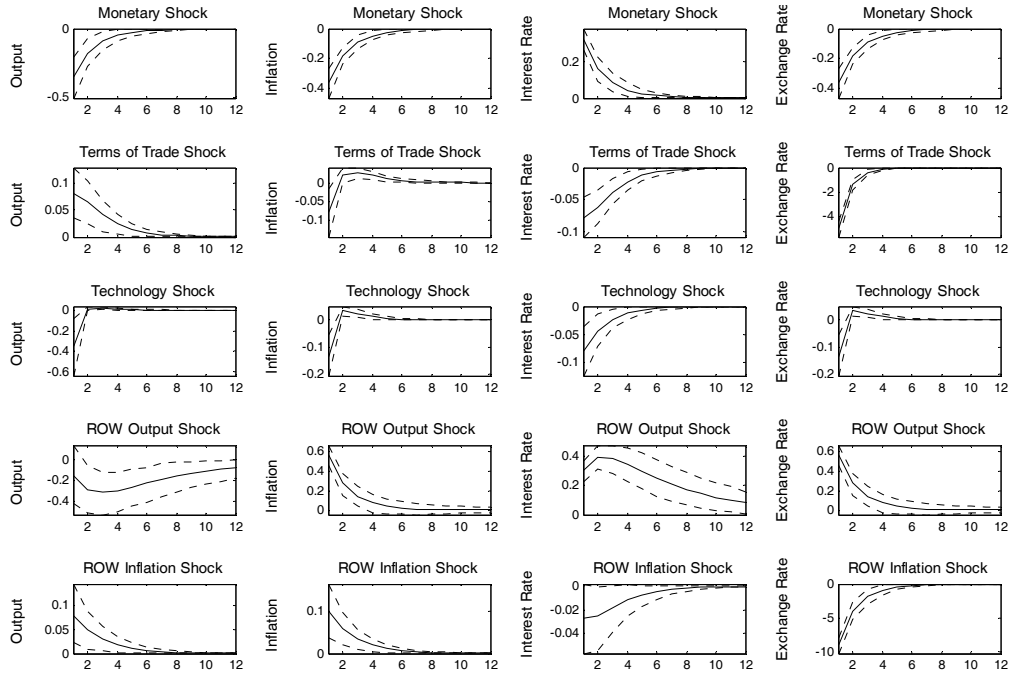 Monetary Shock
Output
0
-0.5
2 4 6 8 10 12
Monetary Shock
Inflation
0
-0.2
-0.4
2 4 6 8 10 12
Monetary Shock
Interest Rate
0.2
0
2 4 6 8 10 12
Monetary Shock
Exchange Rate
0
-0.2
-0.4
2 4 6 8 10 12
Terms of Trade Shock
Output
0.1
0.05
0
2 4 6 8 10 12
Terms of Trade Shock
Inflation
0
-0.05
-0.1
2 4 6 8 10 12
Terms of Trade Shock
Interest Rate
0
-0.05
-0.1
2 4 6 8 10 12
Terms of Trade Shock
Exchange Rate
0
-2
-4
2 4 6 8 10 12
Technology Shock
Output
0
-0.2
-0.4
-0.6
2 4 6 8 10 12
Technology Shock
Inflation
0
-0.1
-0.2
2 4 6 8 10 12
Technology Shock
Interest Rate
0
-0.05
-0.1
2 4 6 8 10 12
Technology Shock
Exchange Rate
0
-0.1
-0.2
2 4 6 8 10 12
ROW Output Shock
Output
0
-0.2
-0.4
2 4 6 8 10 12
ROW Output Shock
Inflation
0.6
0.4
0.2
0
2 4 6 8 10 12
ROW Output Shock
Interest Rate
0.4
0.2
0
2 4 6 8 10 12
ROW Output Shock
Exchange Rate
0.6
0.4
0.2
0
2 4 6 8 10 12
ROW Inflation Shock
Output
0.1
0.05
0
2 4 6 8 10 12
ROW Inflation Shock
Inflation
0.1
0
2 4 6 8 10 12
ROW Inflation Shock
Interest Rate
0
-0.02
-0.04
2 4 6 8 10 12
ROW Inflation Shock
Exchange Rate
0
-5
-10
2 4 6 8 10 12